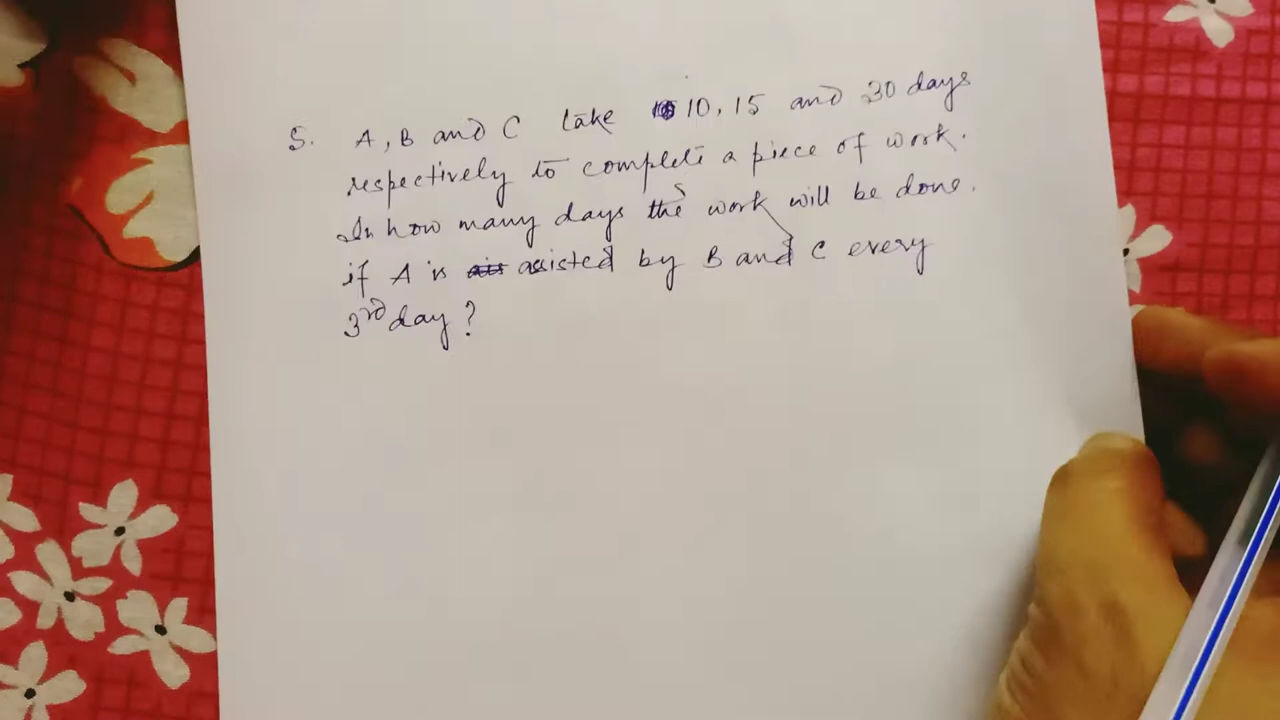 5. A, B and C take 10, 15 and 30 days
respectively to complete a piece of work.
In how many days the work will be done.
if A is assisted by B and C every
3rd day?